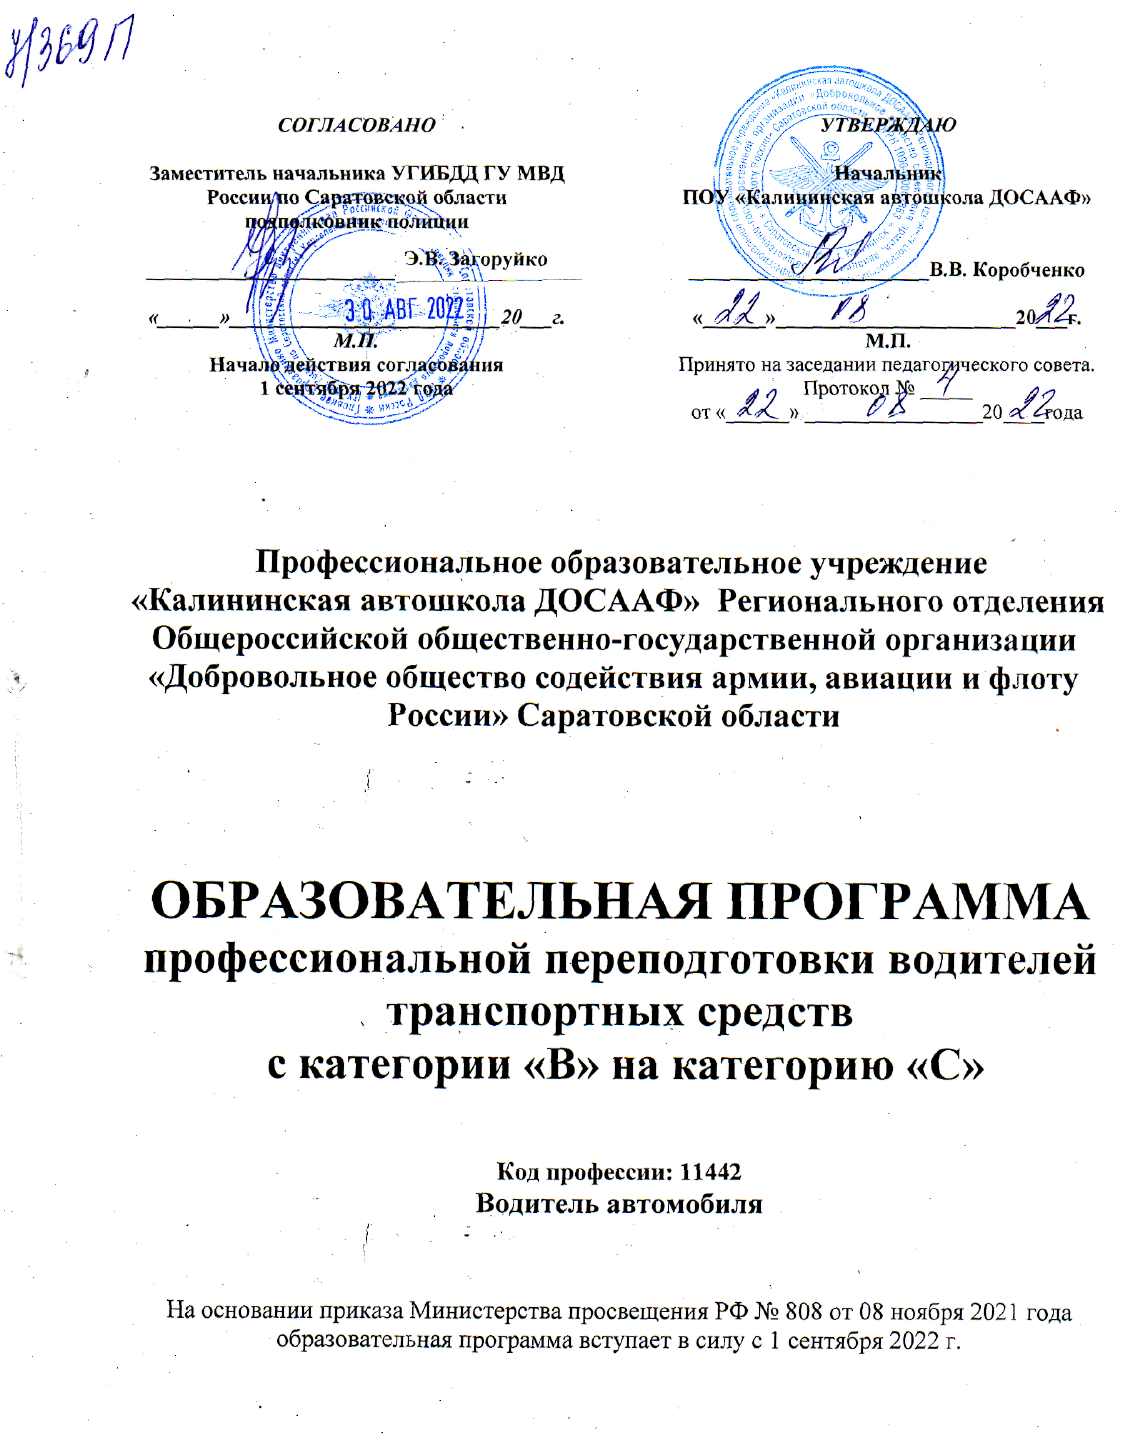 у/369П
СОГЛАСОВАНО
Заместитель начальника УГИБДД ГУ МВД
России по Саратовской области
подполковник полиции
Э.В. Загоруйко
30 АВГ 2022
«______»__________________________20___г.
М.П.
Начало действия согласования
1 сентября 2022 года
УТВЕРЖДАЮ
Начальник
ПОУ «Калининская автошкола ДОСААФ»
В.В. Коробченко
«22» 08 2022 г.
М.П.
Принято на заседании педагогического совета.
Протокол № 4
от «22» 08 2022 года
Профессиональное образовательное учреждение
«Калининская автошкола ДОСААФ» Регионального отделения
Общероссийской общественно-государственной организации
«Добровольное общество содействия армии, авиации и флоту
России» Саратовской области
ОБРАЗОВАТЕЛЬНАЯ ПРОГРАММА
профессиональной переподготовки водителей
транспортных средств
с категории «В» на категорию «С»
Код профессии: 11442
Водитель автомобиля
На основании приказа Министерства просвещения РФ № 808 от 08 ноября 2021 года
образовательная программа вступает в силу с 1 сентября 2022 г.